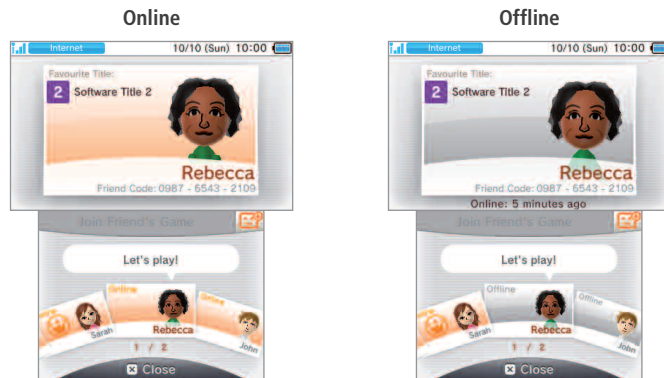 Online
Internet
10/10 (Sun) 10:00
Favourite Title:
2 Software Title 2
Rebecca
Friend Code: 0987 - 6543 - 2109
Join Friend's Game
Let's play!
Online
Online
Sarah
Rebecca
John
1 / 2
X Close
Offline
Internet
10/10 (Sun) 10:00
Favourite Title:
2 Software Title 2
Rebecca
Friend Code: 0987 - 6543 - 2109
Online: 5 minutes ago
Join Friend's Game
Let's play!
Offline
Offline
Sarah
Rebecca
John
1 / 2
X Close